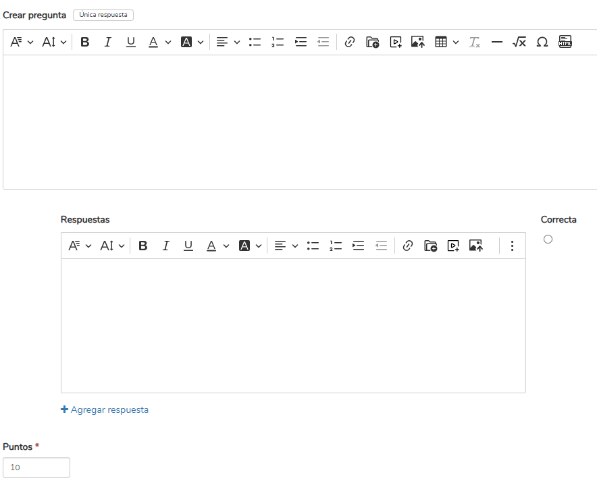 Crear pregunta Única respuesta
Respuestas Correcta
Agregar respuesta
Puntos *
10